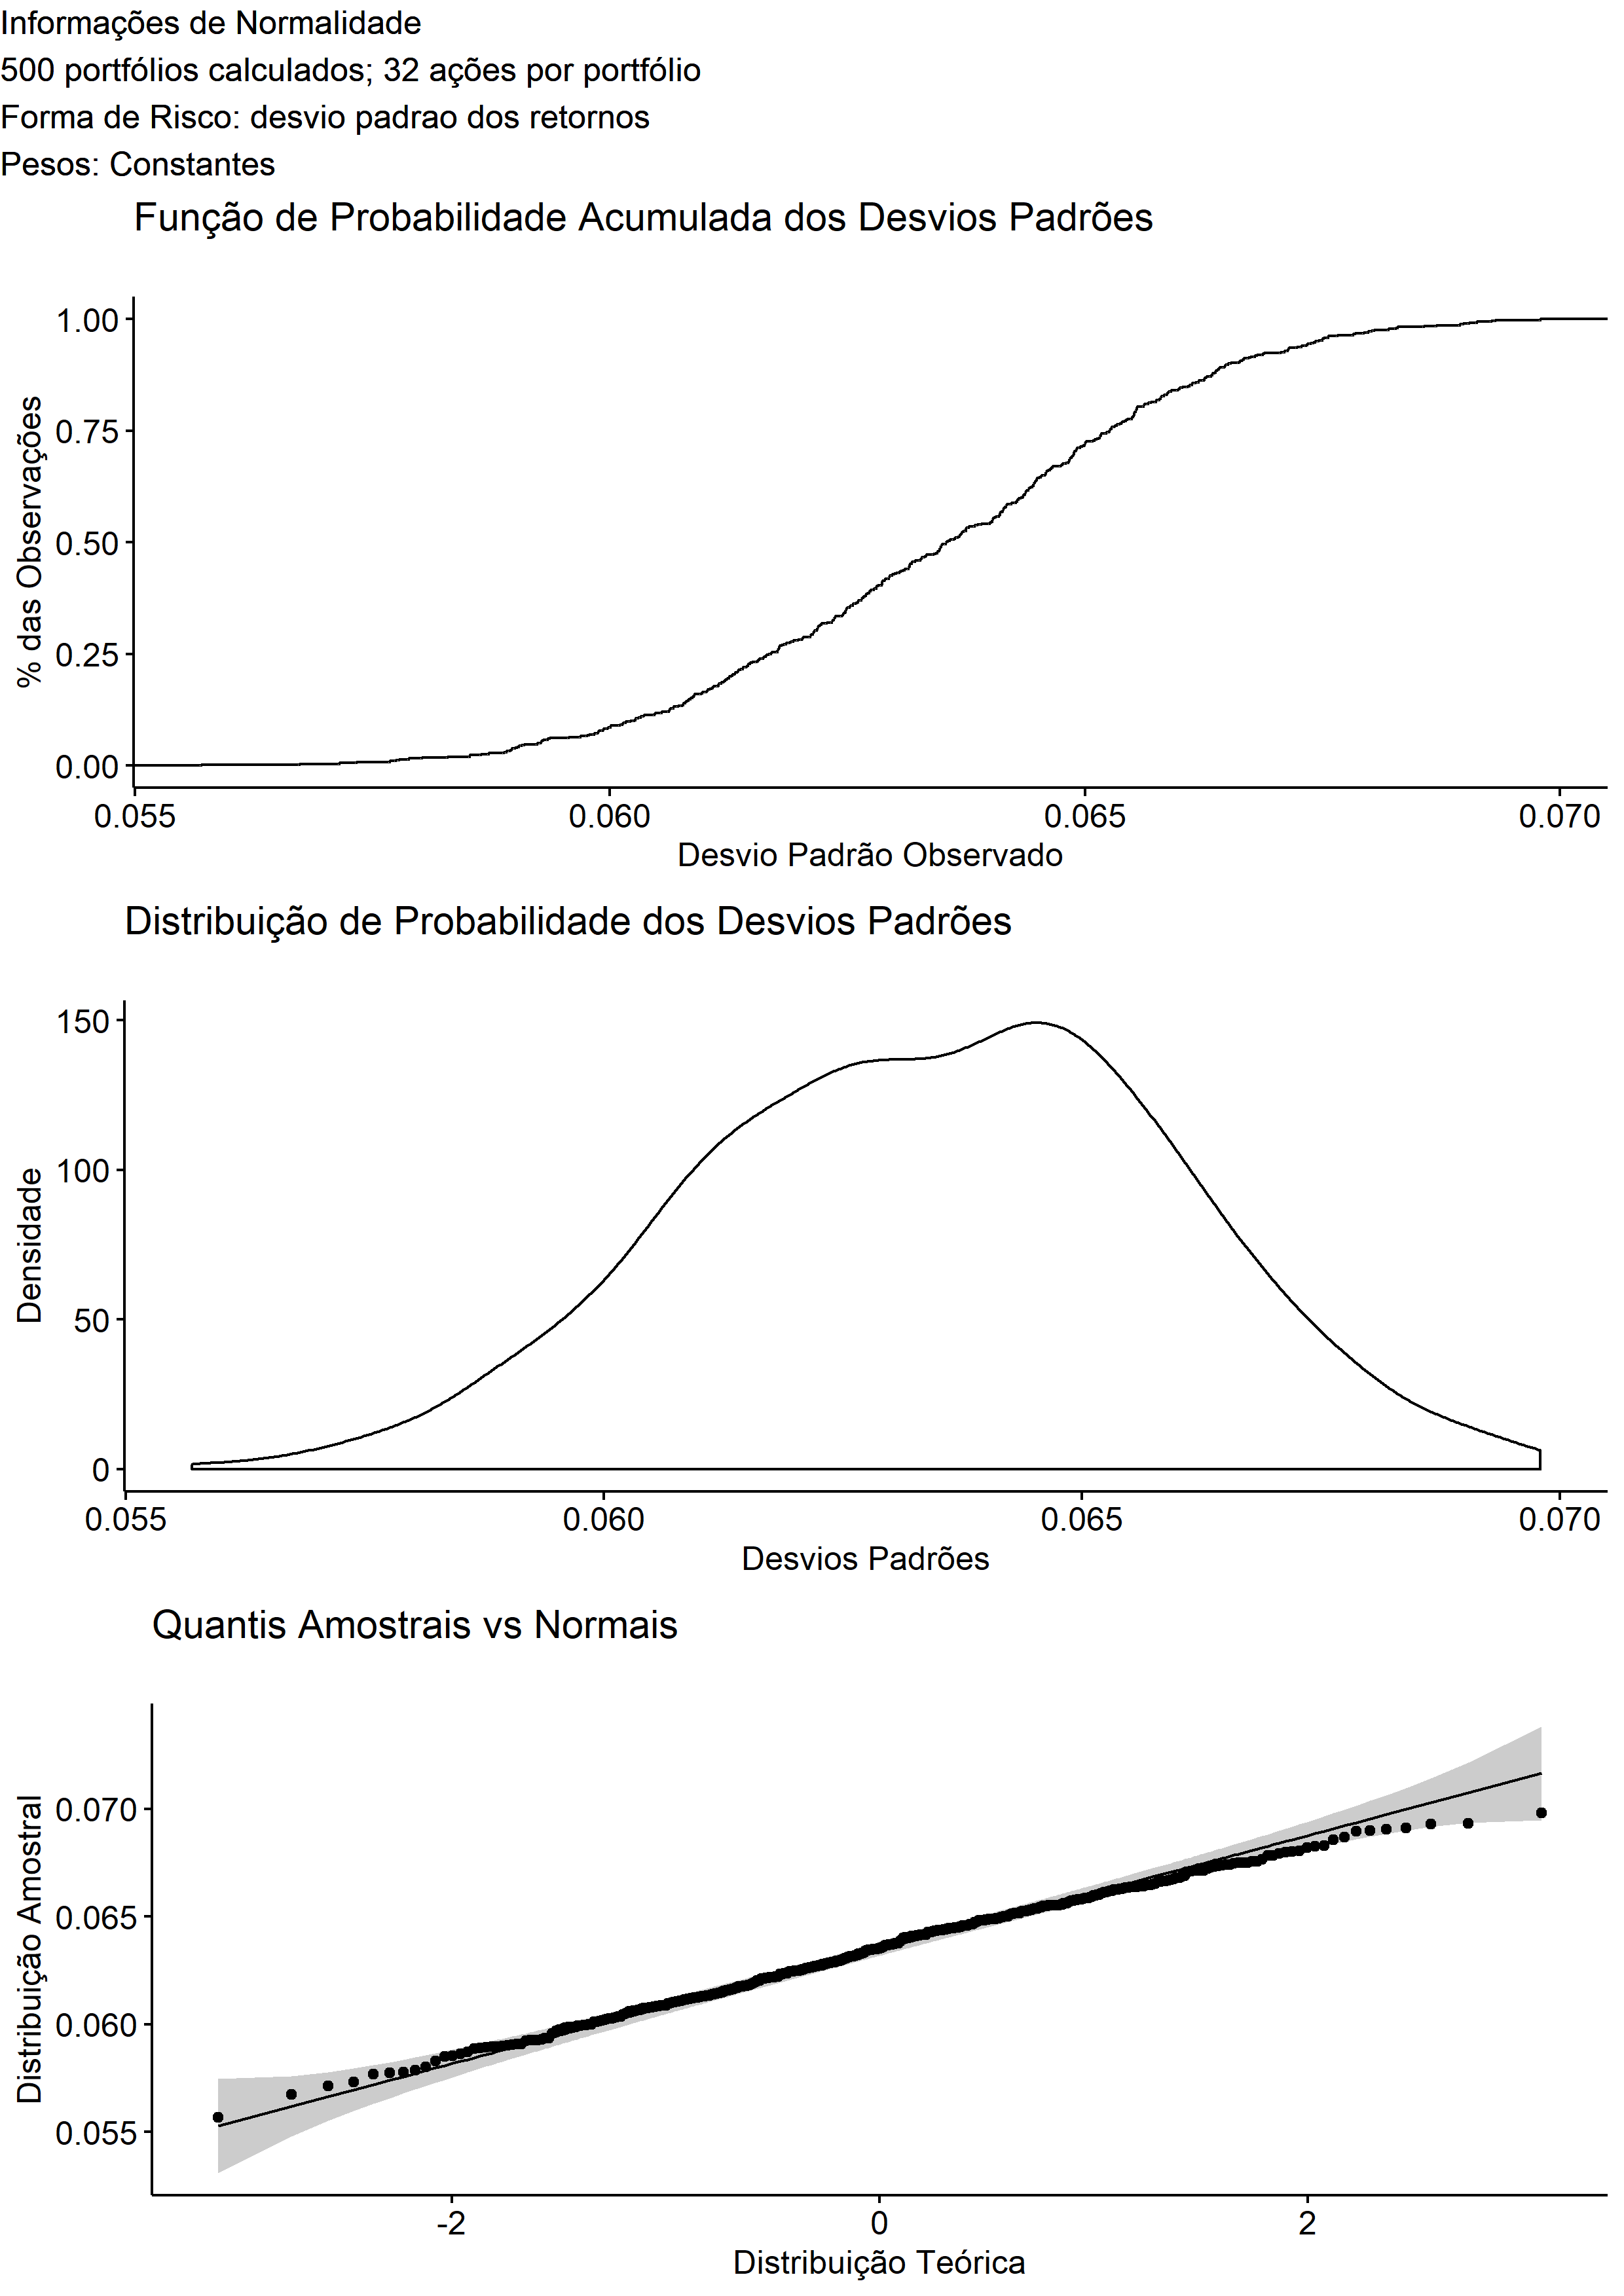 Informações de Normalidade
500 portfólios calculados; 32 ações por portfólio
Forma de Risco: desvio padrao dos retornos
Pesos: Constantes
Função de Probabilidade Acumulada dos Desvios Padrões
% das Observações
1.00
0.75
0.50
0.25
0.00
0.055 0.060 0.065 0.070
Desvio Padrão Observado
Distribuição de Probabilidade dos Desvios Padrões
Densidade
150
100
50
0
0.055 0.060 0.065 0.070
Desvios Padrões
Quantis Amostrais vs Normais
Distribuição Amostral
0.070
0.065
0.060
0.055
-2 0 2
Distribuição Teórica